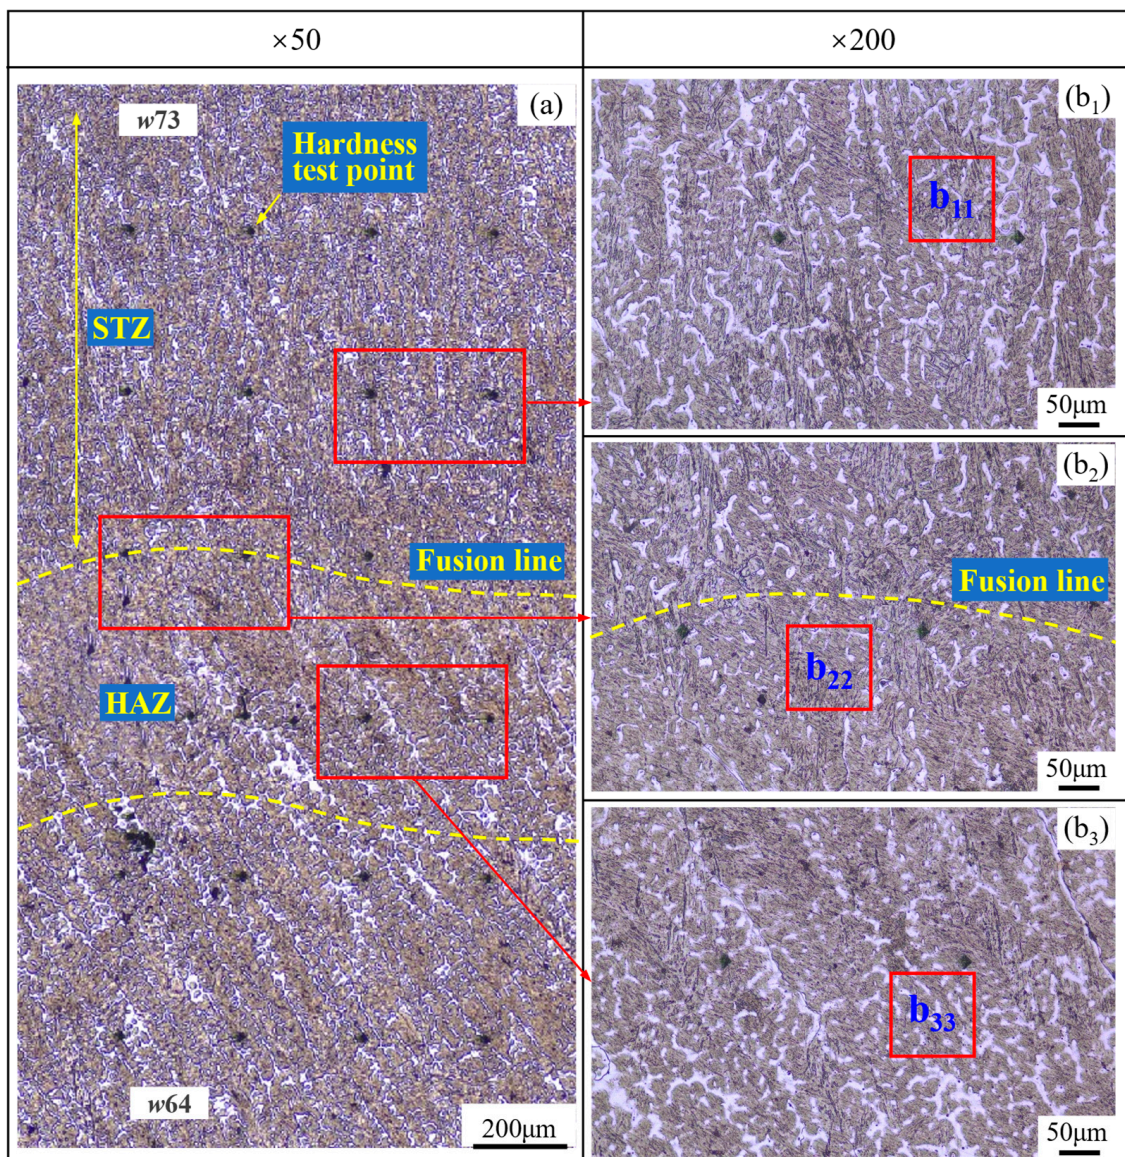 ×50
×200
w73
(a)
Hardness
test point
STZ
Fusion line
HAZ
w64
200μm
(b₁)
b₁₁
50μm
(b₂)
Fusion line
b₂₂
50μm
(b₃)
b₃₃
50μm